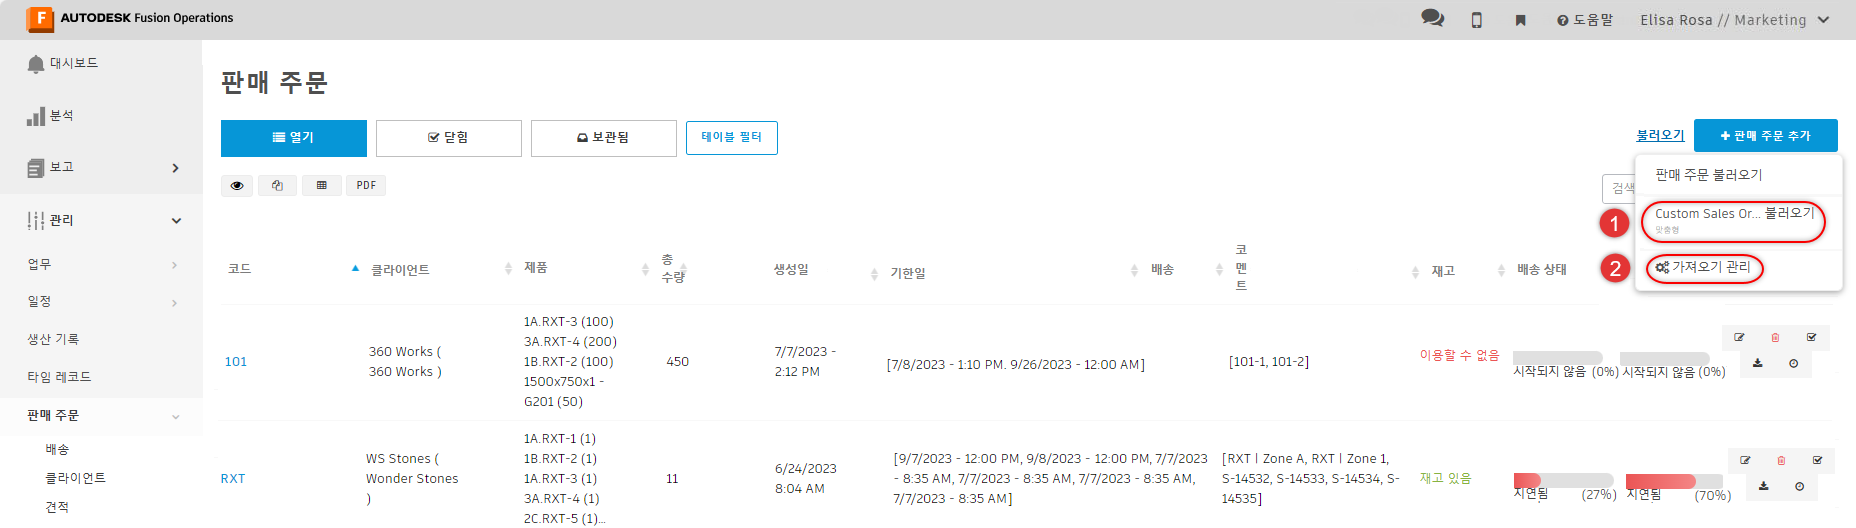 AUTODESK Fusion Operations
도움말
Elisa Rosa // Marketing
대시보드
분석
보고
관리
업무
일정
생산 기록
타임 레코드
판매 주문
배송
클라이언트
견적
판매 주문
열기
닫힘
보관됨
테이블 필터
불러오기
+ 판매 주문 추가
PDF
검색
판매 주문 불러오기
1
Custom Sales Or... 불러오기
맞춤형
2
가져오기 관리
코드
클라이언트
제품
총
수량
생성일
기한일
배송
코
멘
트
재고
배송 상태
101
360 Works (
360 Works )
1A.RXT-3 (100)
3A.RXT-4 (200)
1B.RXT-2 (100)
1500x750x1 -
G201 (50)
450
7/7/2023 -
2:12 PM
[7/8/2023 - 1:10 PM. 9/26/2023 - 12:00 AM]
[101-1, 101-2]
이용할 수 없음
시작되지 않음 (0%)
시작되지 않음 (0%)
RXT
WS Stones (
Wonder Stones
)
1A.RXT-1 (1)
1B.RXT-2 (1)
1A.RXT-3 (1)
3A.RXT-4 (1)
2C.RXT-5 (1)...
11
6/24/2023
8:04 AM
[9/7/2023 - 12:00 PM, 9/8/2023 - 12:00 PM, 7/7/2023
- 8:35 AM, 7/7/2023 - 8:35 AM, 7/7/2023 - 8:35 AM,
7/7/2023 - 8:35 AM]
[RXT | Zone A, RXT | Zone 1,
S-14532, S-14533, S-14534, S-
14535]
재고 있음
지연됨 (27%)
지연됨 (70%)